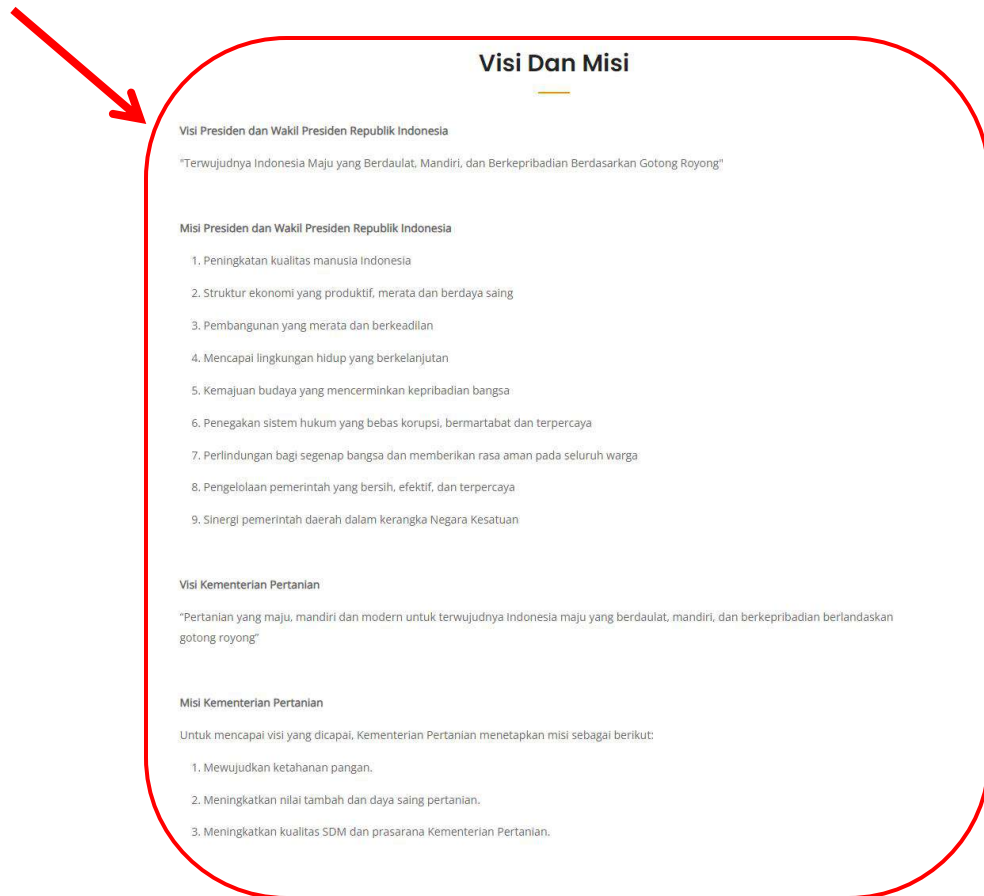 Visi Dan Misi
Visi Presiden dan Wakil Presiden Republik Indonesia
"Terwujudnya Indonesia Maju yang Berdaulat, Mandiri, dan Berkepribadian Berdasarkan Gotong Royong"
Misi Presiden dan Wakil Presiden Republik Indonesia
1. Peningkatan kualitas manusia Indonesia
2. Struktur ekonomi yang produktif, merata dan berdaya saing
3. Pembangunan yang merata dan berkeadilan
4. Mencapai lingkungan hidup yang berkelanjutan
5. Kemajuan budaya yang mencerminkan kepribadian bangsa
6. Penegakan sistem hukum yang bebas korupsi, bermartabat dan terpercaya
7. Perlindungan bagi segenap bangsa dan memberikan rasa aman pada seluruh warga
8. Pengelolaan pemerintah yang bersih, efektif, dan terpercaya
9. Sinergi pemerintah daerah dalam kerangka Negara Kesatuan
Visi Kementerian Pertanian
“Pertanian yang maju, mandiri dan modern untuk terwujudnya Indonesia maju yang berdaulat, mandiri, dan berkepribadian berlandaskan
gotong royong”
Misi Kementerian Pertanian
Untuk mencapai visi yang dicapai, Kementerian Pertanian menetapkan misi sebagai berikut:
1. Mewujudkan ketahanan pangan.
2. Meningkatkan nilai tambah dan daya saing pertanian.
3. Meningkatkan kualitas SDM dan prasarana Kementerian Pertanian.